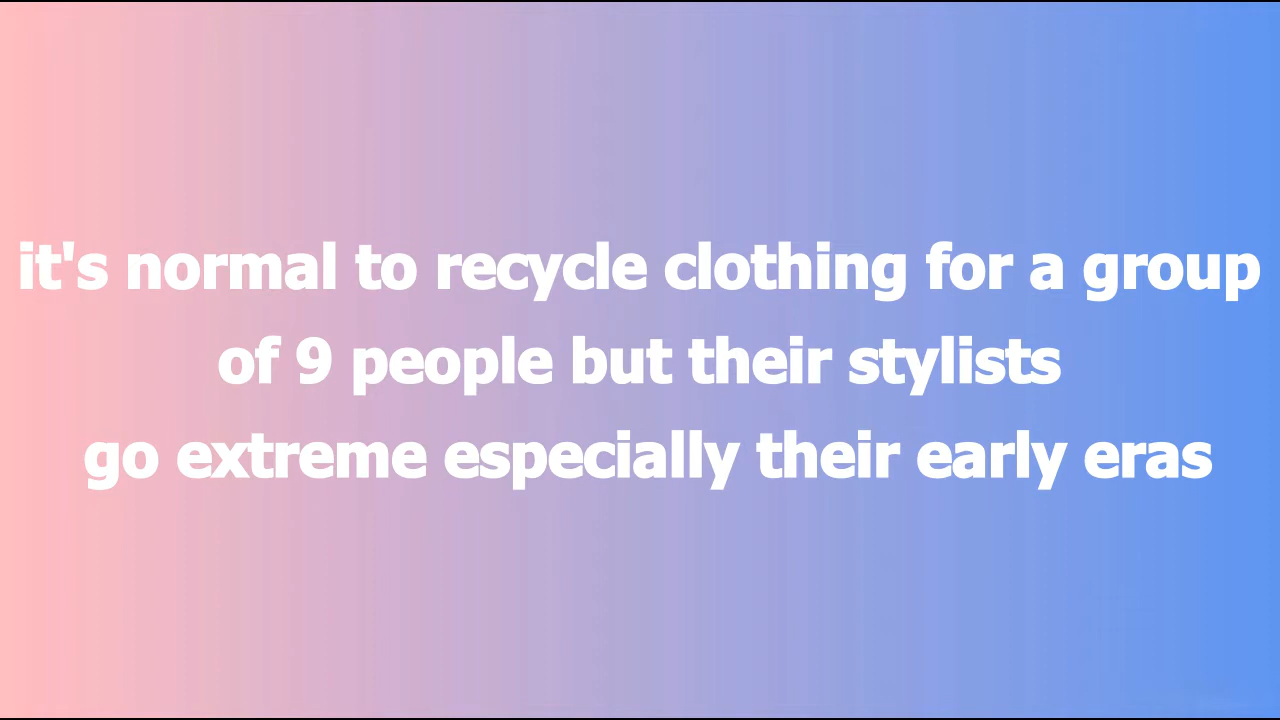 it's normal to recycle clothing for a group
of 9 people but their stylists
go extreme especially their early eras